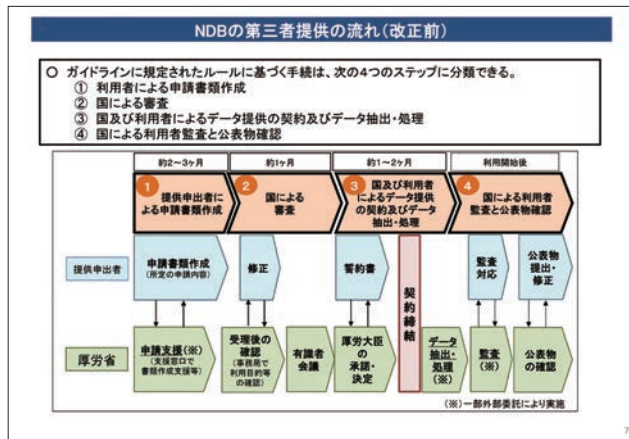 NDBの第三者提供の流れ(改正前)
○ ガイドラインに規定されたルールに基づく手続は、次の4つのステップに分類できる。
① 利用者による申請書類作成
② 国による審査
③ 国及び利用者によるデータ提供の契約及びデータ抽出・処理
④ 国による利用者監査と公表物確認
約2~3ヶ月
約1ヶ月
約1~2ヶ月
利用開始後
1
提供申出者に
よる申請書類作成
2
国による
審査
3
国及び利用者
によるデータ提供
の契約及びデータ
抽出・処理
4
国による利用者
監査と公表物確認
提供申出者
申請書類作成
(所定の申請内容)
修正
誓約書
契約締結
監査
対応
公表物
提出・
修正
厚労省
申請支援(※)
(支援窓口で
書類作成支援等)
受理後の
確認
(事務局で
利用目的等
の確認)
有識者
会議
厚労大臣
の
承諾・
決定
データ
抽出・
処理
(※)
監査
(※)
公表物
の確認
(※)一部外部委託により実施
7